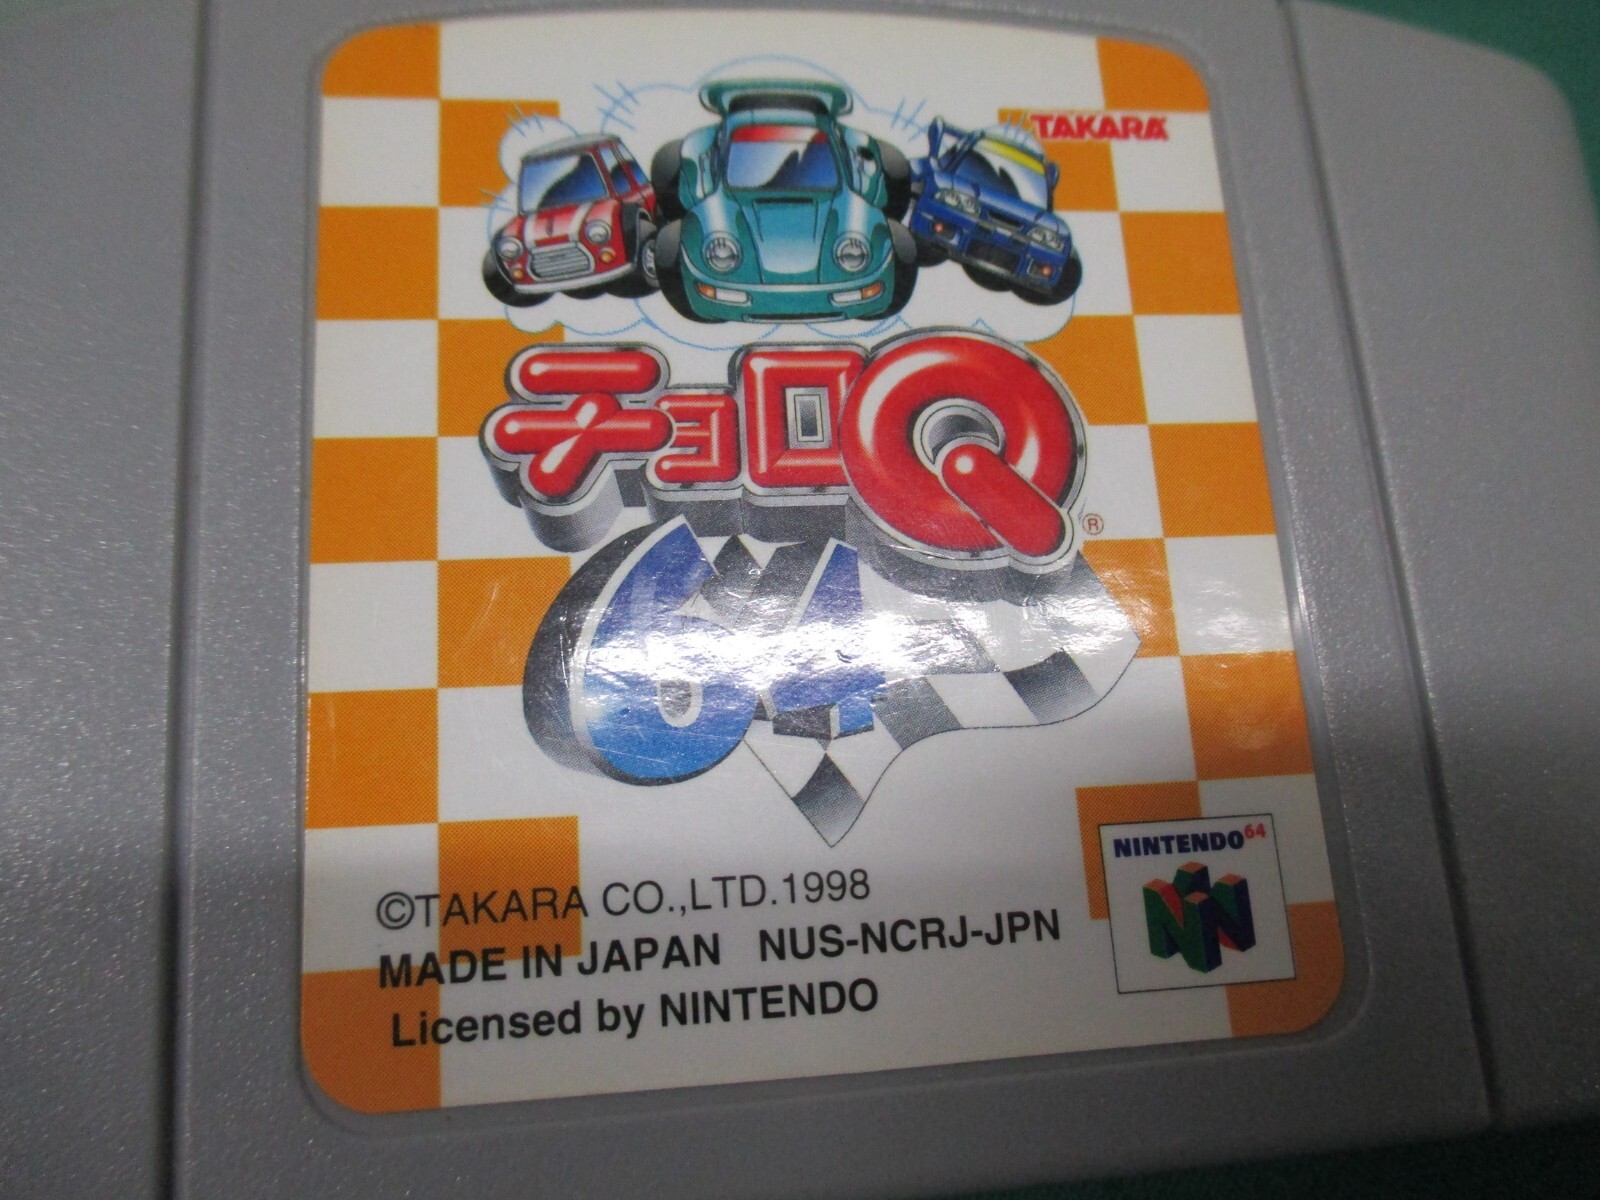 TAKARA
チョロQ®
64
©TAKARA CO.,LTD.1998
MADE IN JAPAN NUS-NCRJ-JPN
Licensed by NINTENDO
NINTENDO64